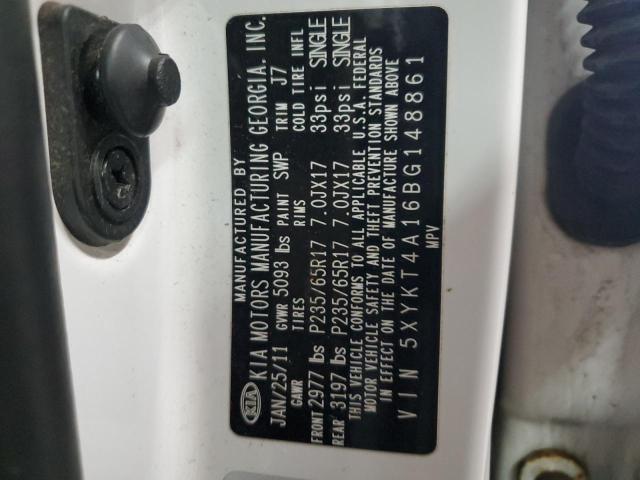 MANUFACTURED BY
KIA KIA MOTORS MANUFACTURING GEORGIA, INC.
JAN/25/11 GVWR 5093 lbs PAINT SWP TRIM J7
GAWR TIRES RIMS COLD TIRE INFL
FRONT 2977 lbs P235/65R17 7.0JX17 33psi SINGLE
REAR 3197 lbs P235/65R17 7.0JX17 33psi SINGLE
THIS VEHICLE CONFORMS TO ALL APPLICABLE U.S.A. FEDERAL
MOTOR VEHICLE SAFETY AND THEFT PREVENTION STANDARDS
IN EFFECT ON THE DATE OF MANUFACTURE SHOWN ABOVE
VIN 5XYKT4A16BG148861
MPV